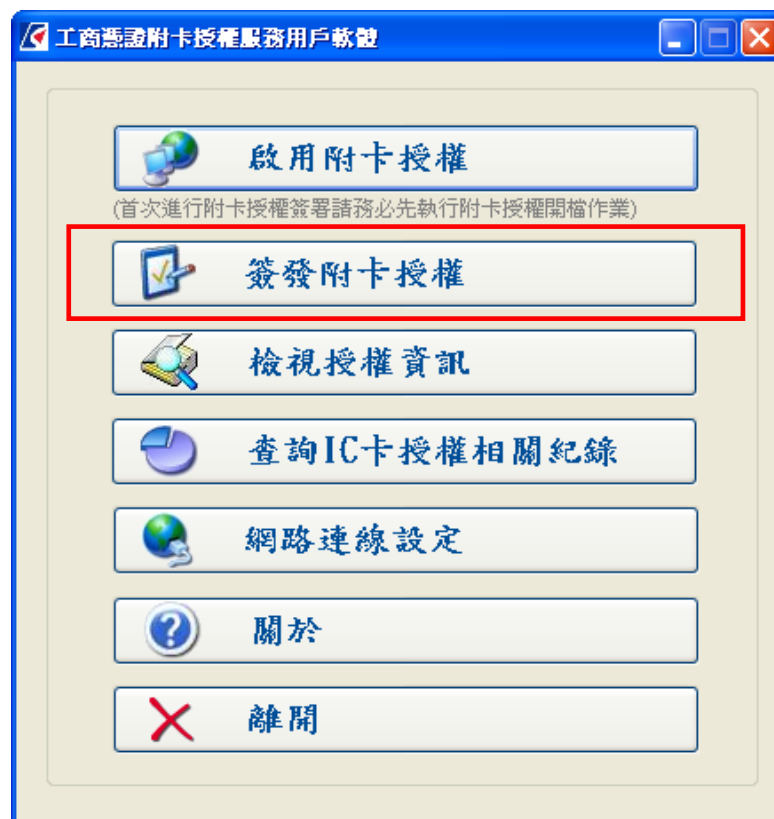 工商憑證附卡授權服務用戶軟體
啟用附卡授權
(首次進行附卡授權簽署請務必先執行附卡授權開檔作業)
簽發附卡授權
檢視授權資訊
查詢IC卡授權相關紀錄
網路連線設定
關於
離開